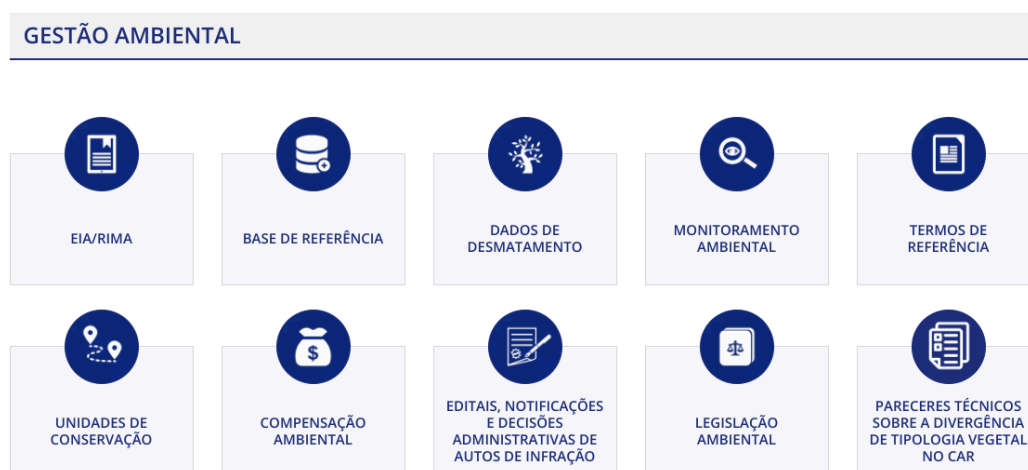 GESTÃO AMBIENTAL
EIA/RIMA
BASE DE REFERÊNCIA
DADOS DE
DESMATAMENTO
MONITORAMENTO
AMBIENTAL
TERMOS DE
REFERÊNCIA
$
UNIDADES DE
CONSERVAÇÃO
COMPENSAÇÃO
AMBIENTAL
EDITAIS, NOTIFICAÇÕES
E DECISÕES
ADMINISTRATIVAS DE
AUTOS DE INFRAÇÃO
LEGISLAÇÃO
AMBIENTAL
PARECERES TÉCNICOS
SOBRE A DIVERGÊNCIA
DE TIPOLOGIA VEGETAL
NO CAR